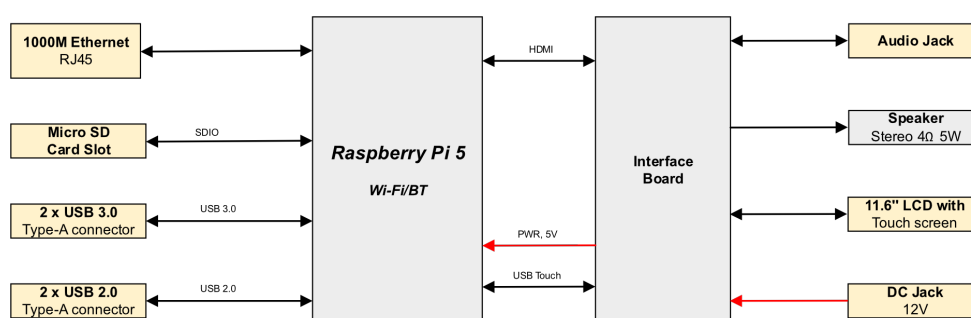 1000M Ethernet
RJ45
Micro SD
Card Slot
2 x USB 3.0
Type-A connector
2 x USB 2.0
Type-A connector
SDIO
USB 3.0
USB 2.0
Raspberry Pi 5
Wi-Fi/BT
HDMI
PWR, 5V
USB Touch
Interface
Board
Audio Jack
Speaker
Stereo 4Ω 5W
11.6" LCD with
Touch screen
DC Jack
12V